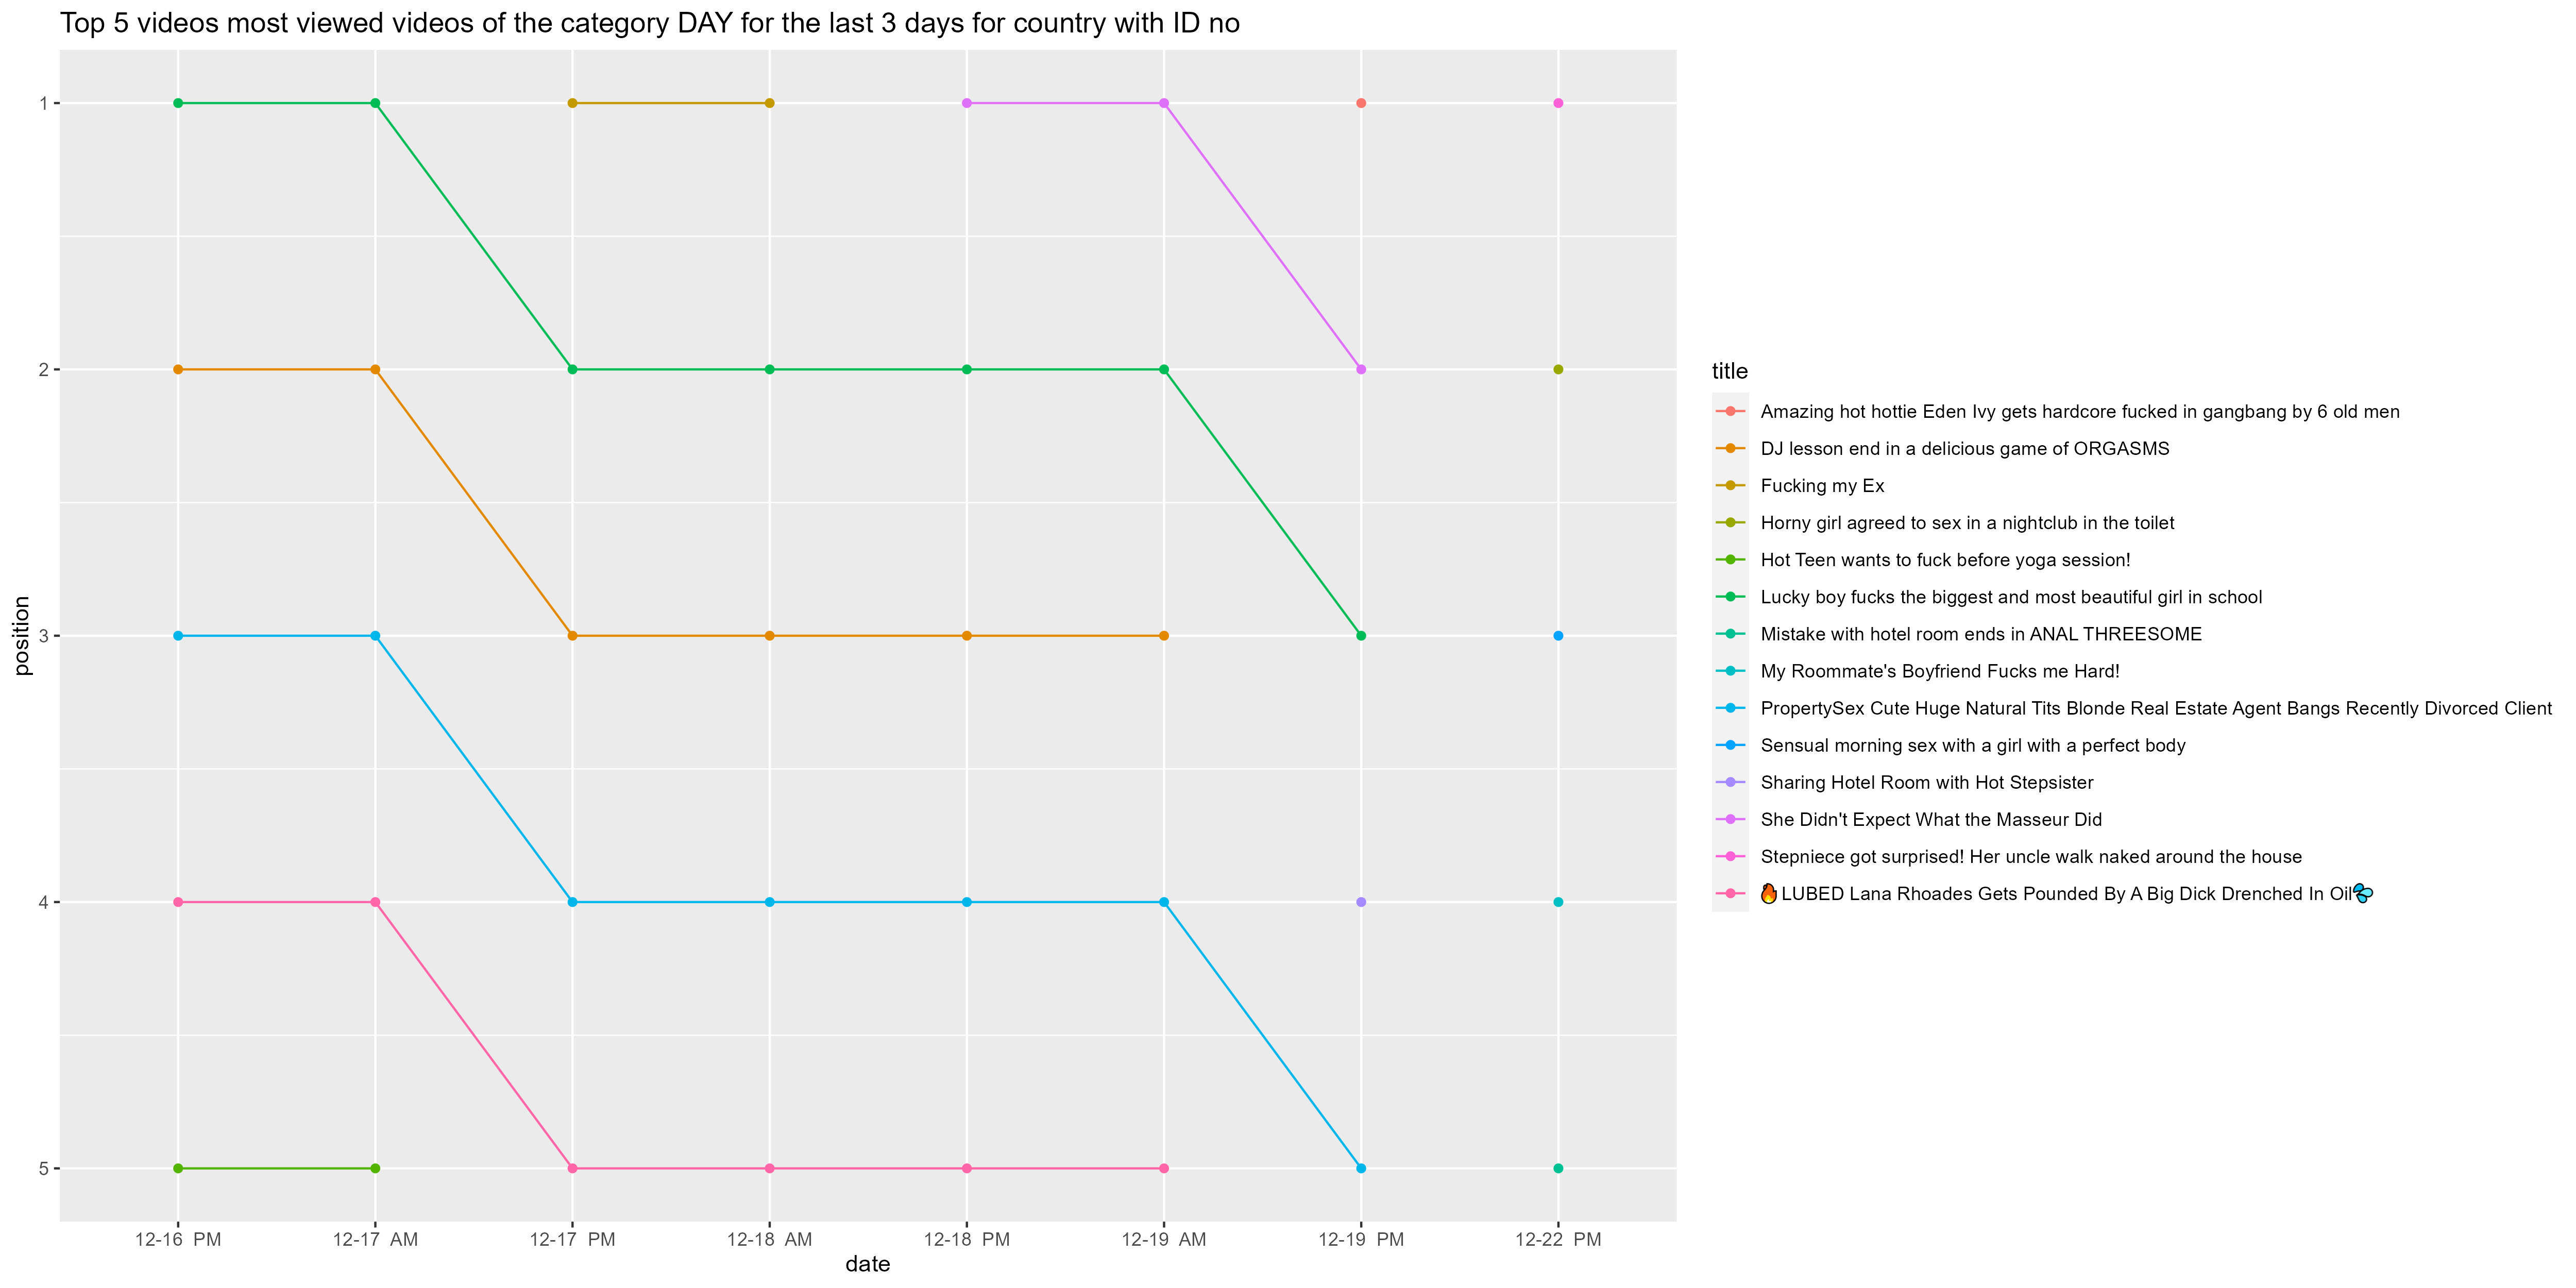 Top 5 videos most viewed videos of the category DAY for the last 3 days for country with ID no
position
1
2
3
4
5
12-16 PM
12-17 AM
12-17 PM
12-18 AM
12-18 PM
12-19 AM
12-19 PM
12-22 PM
date
title
Amazing hot hottie Eden Ivy gets hardcore fucked in gangbang by 6 old men
DJ lesson end in a delicious game of ORGASMS
Fucking my Ex
Horny girl agreed to sex in a nightclub in the toilet
Hot Teen wants to fuck before yoga session!
Lucky boy fucks the biggest and most beautiful girl in school
Mistake with hotel room ends in ANAL THREESOME
My Roommate's Boyfriend Fucks me Hard!
PropertySex Cute Huge Natural Tits Blonde Real Estate Agent Bangs Recently Divorced Client
Sensual morning sex with a girl with a perfect body
Sharing Hotel Room with Hot Stepsister
She Didn't Expect What the Masseur Did
Stepniece got surprised! Her uncle walk naked around the house
🔥LUBED Lana Rhoades Gets Pounded By A Big Dick Drenched In Oil💦